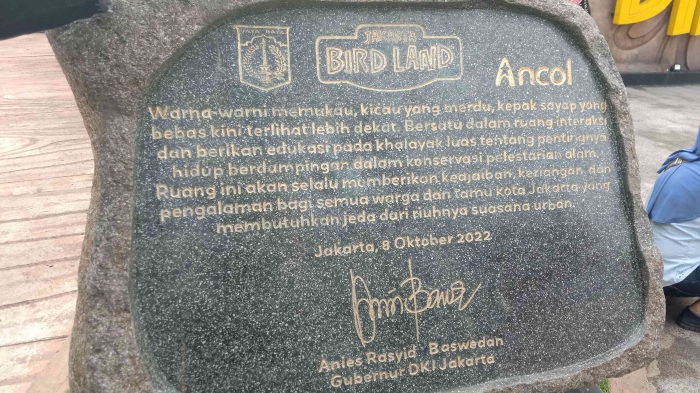 JAYA RAYA
JAKARTA
BIRD LAND
Ancol
Warna-warni memukau, kicau yang merdu, kepak sayap yang
bebas kini terlihat lebih dekat. Bersatu dalam ruang interaksi
dan berikan edukasi pada khalayak luas tentang pentingnya
hidup berdampingan dalam konservasi pelestarian alam.
Ruang ini akan selalu memberikan keajaiban, keriangan dan
pengalaman bagi semua warga dan tamu kota Jakarta yang
membutuhkan jeda dari riuhnya suasana urban.
Jakarta, 8 Oktober 2022
Anies Rasyid Baswedan
Gubernur DKI Jakarta